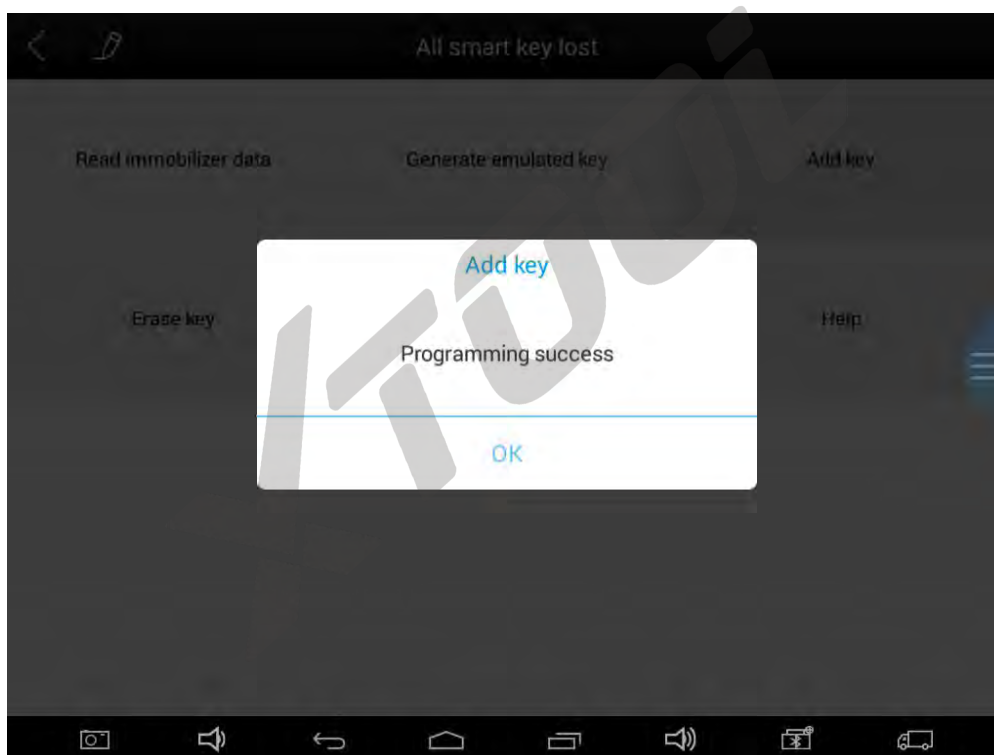 All smart key lost
Read immobilizer data
Generate emulated key
Add key
Add key
Erase key
Help
Programming success
OK